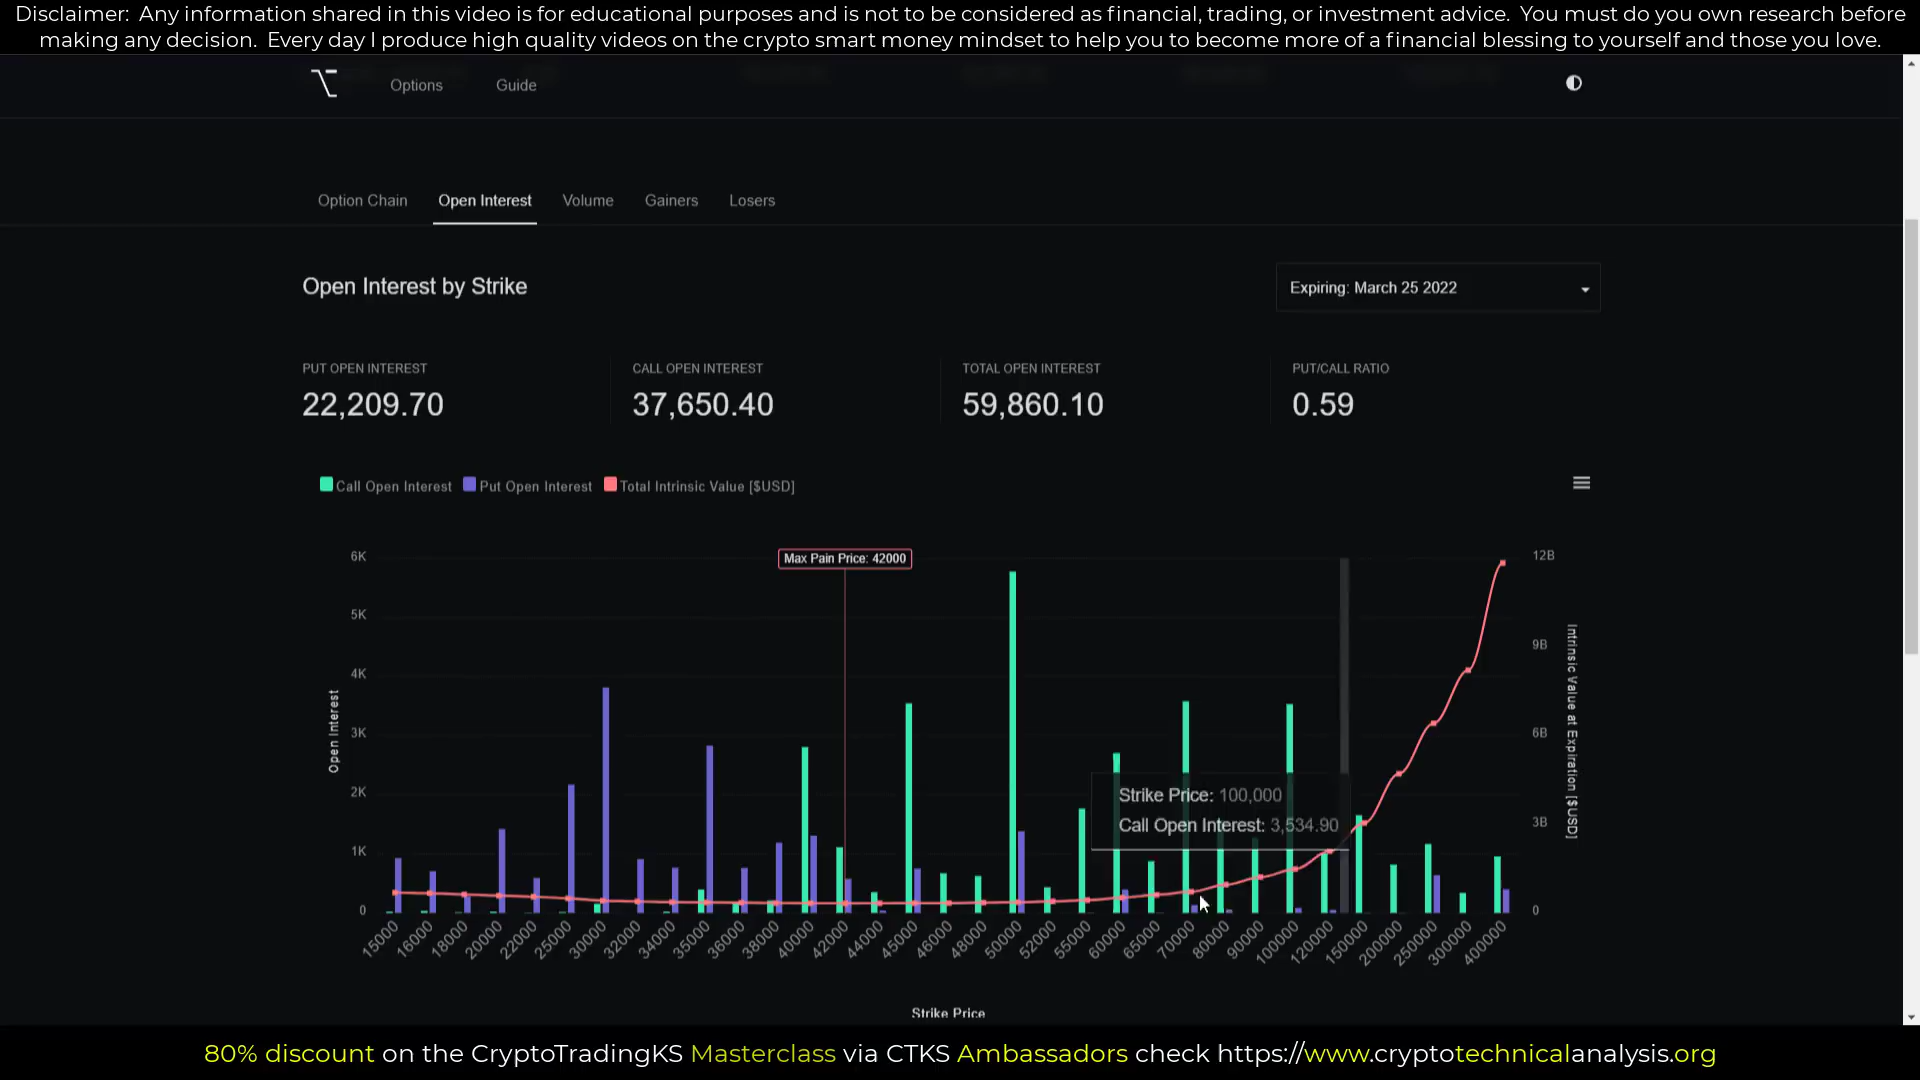 Disclaimer: Any information shared in this video is for educational purposes and is not to be considered as financial, trading, or investment advice. You must do you own research before
making any decision. Every day I produce high quality videos on the crypto smart money mindset to help you to become more of a financial blessing to yourself and those you love.
Options Guide
Option Chain Open Interest Volume Gainers Losers
Open Interest by Strike
Expiring: March 25 2022
PUT OPEN INTEREST CALL OPEN INTEREST TOTAL OPEN INTEREST PUT/CALL RATIO
22,209.70 37,650.40 59,860.10 0.59
Call Open Interest Put Open Interest Total Intrinsic Value [$USD]
Max Pain Price: 42000
6K
5K
4K
3K
2K
1K
0
Open Interest
12B
9B
6B
3B
0
Intrinsic Value at Expiration [$USD]
Strike Price: 100,000
Call Open Interest: 3,534.90
15000 16000 18000 20000 22000 25000 30000 32000 34000 35000 36000 38000 40000 42000 44000 45000 46000 48000 50000 52000 55000 60000 65000 70000 80000 90000 100000 120000 150000 200000 250000 300000 400000
Strike Price
80% discount on the CryptoTradingKS Masterclass via CTKS Ambassadors check https://www.cryptotechnicalanalysis.org